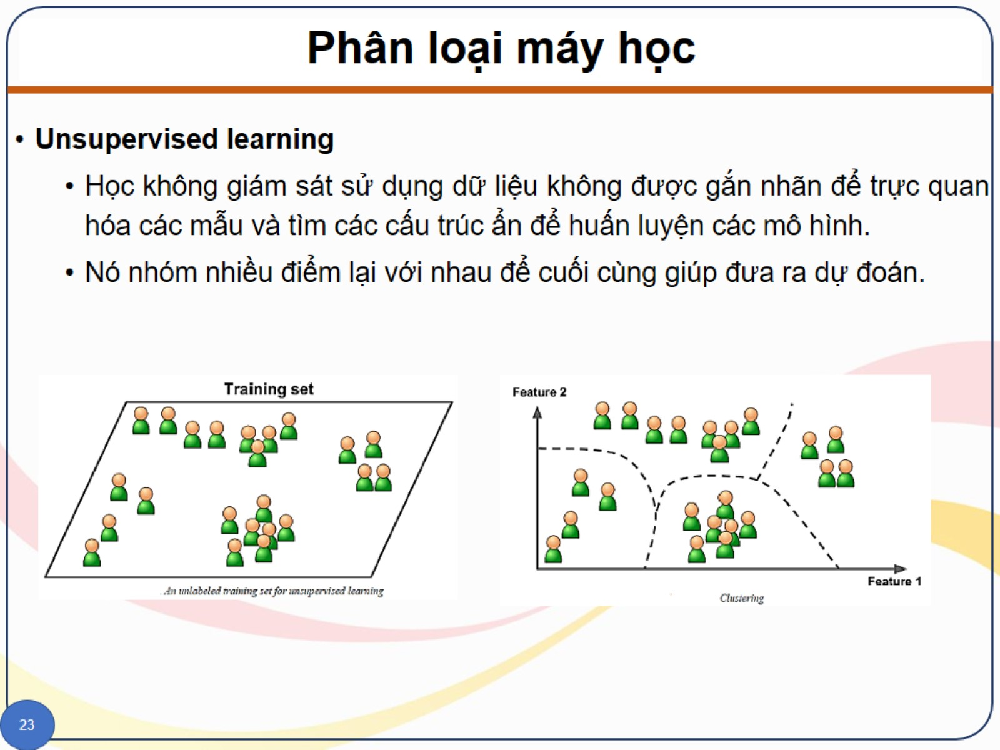 Phân loại máy học
• Unsupervised learning
• Học không giám sát sử dụng dữ liệu không được gắn nhãn để trực quan
hóa các mẫu và tìm các cấu trúc ẩn để huấn luyện các mô hình.
• Nó nhóm nhiều điểm lại với nhau để cuối cùng giúp đưa ra dự đoán.
Training set
An unlabeled training set for unsupervised learning
Feature 2
Feature 1
Clustering
23